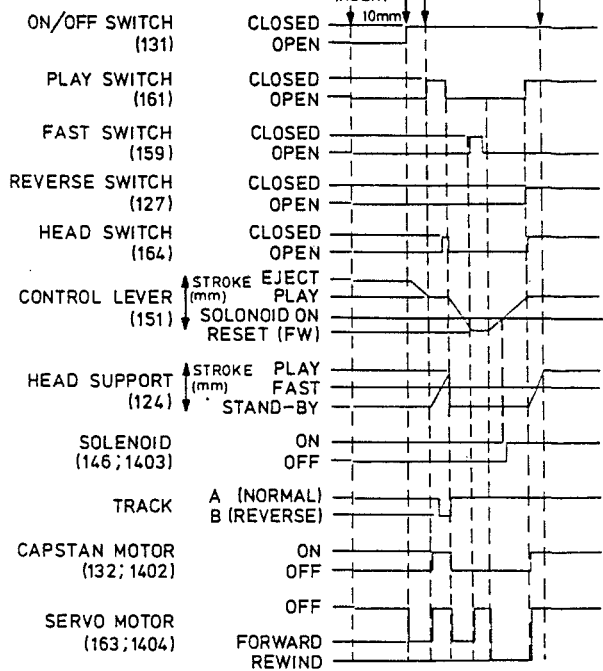 10mm
ON/OFF SWITCH CLOSED
(131) OPEN
PLAY SWITCH CLOSED
(161) OPEN
FAST SWITCH CLOSED
(159) OPEN
REVERSE SWITCH CLOSED
(127) OPEN
HEAD SWITCH CLOSED
(164) OPEN
STROKE EJECT
CONTROL LEVER (mm) PLAY
(151) SOLONOID ON
RESET (FW)
STROKE PLAY
HEAD SUPPORT (mm) FAST
(124) STAND-BY
SOLENOID ON
(146;1403) OFF
TRACK A (NORMAL)
B (REVERSE)
CAPSTAN MOTOR ON
(132;1402) OFF
OFF
SERVO MOTOR
(163;1404) FORWARD
REWIND